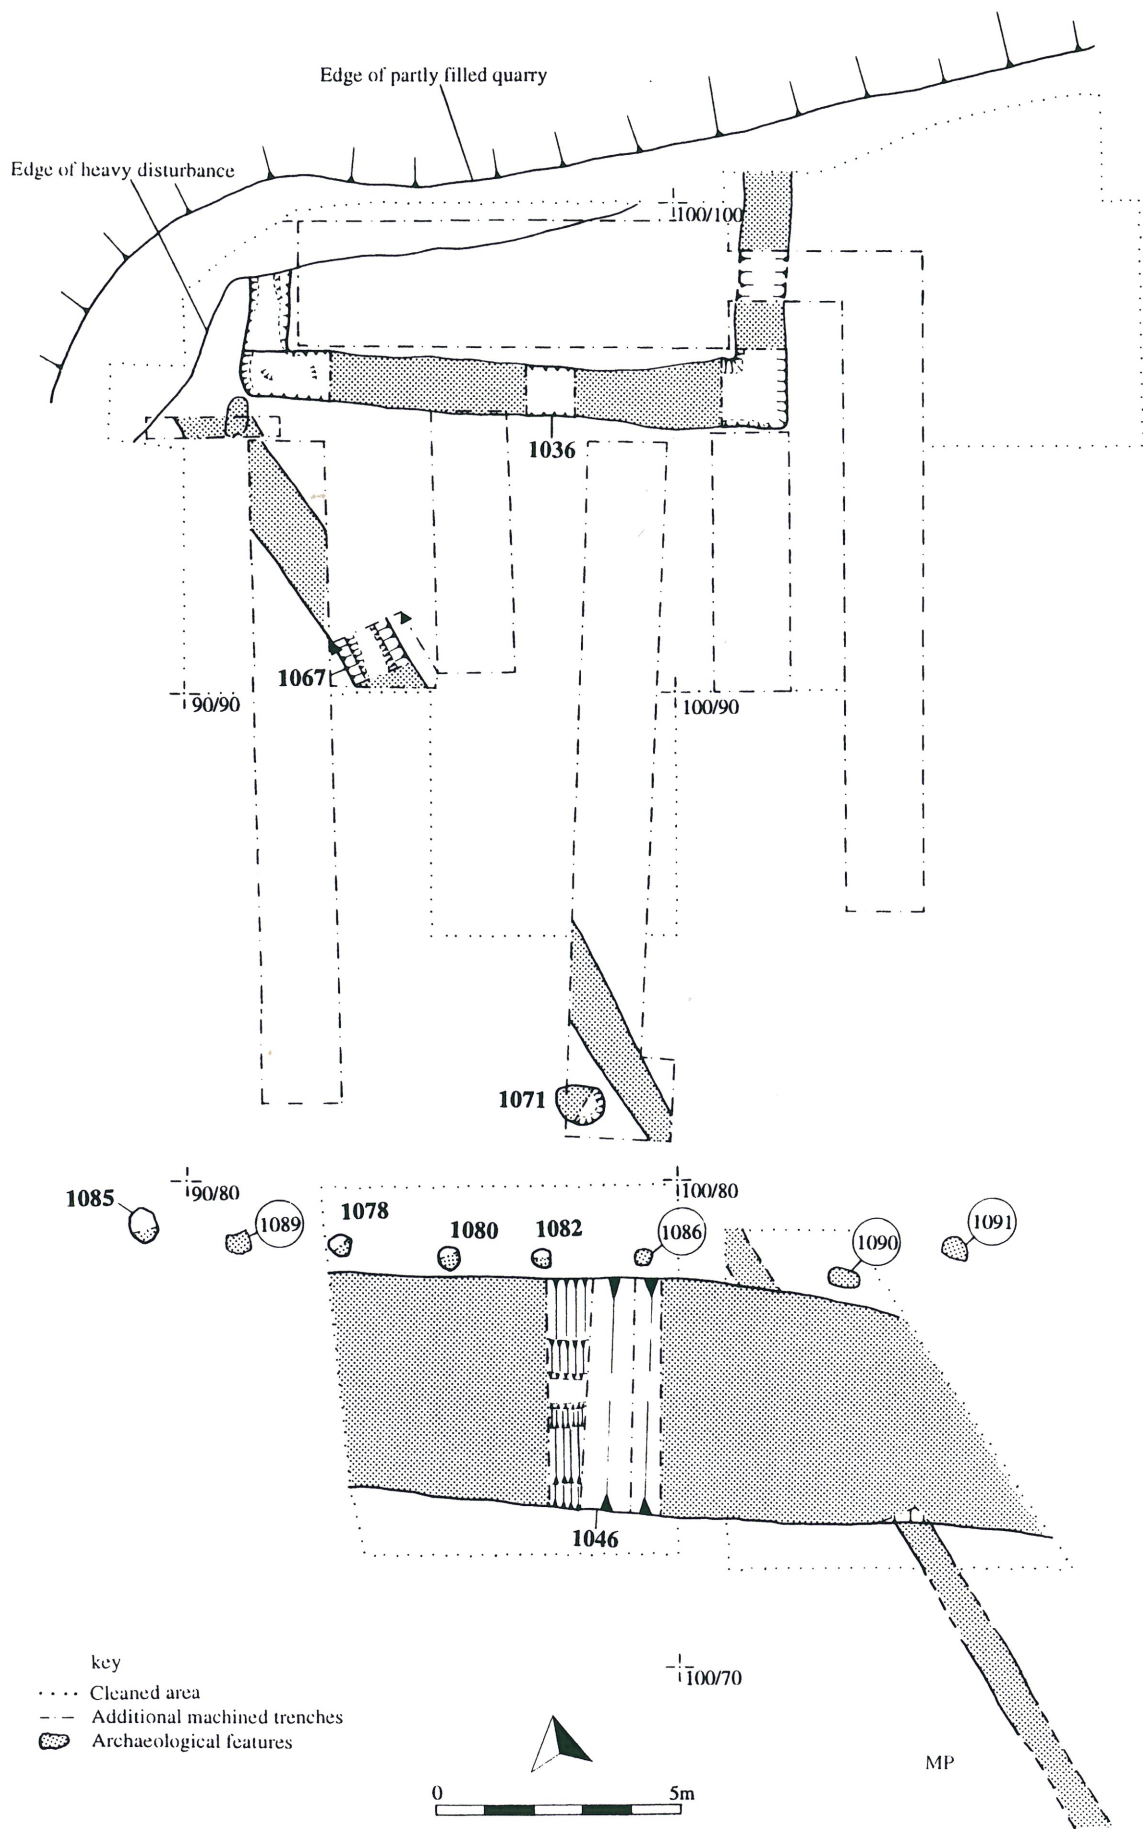 Edge of partly filled quarry
Edge of heavy disturbance
100/100
1036
1067
90/90
100/90
1071
90/80
100/80
1085
1089
1078
1080
1082
1086
1090
1091
1046
key
Cleaned area
Additional machined trenches
Archaeological features
100/70
MP
0 5m